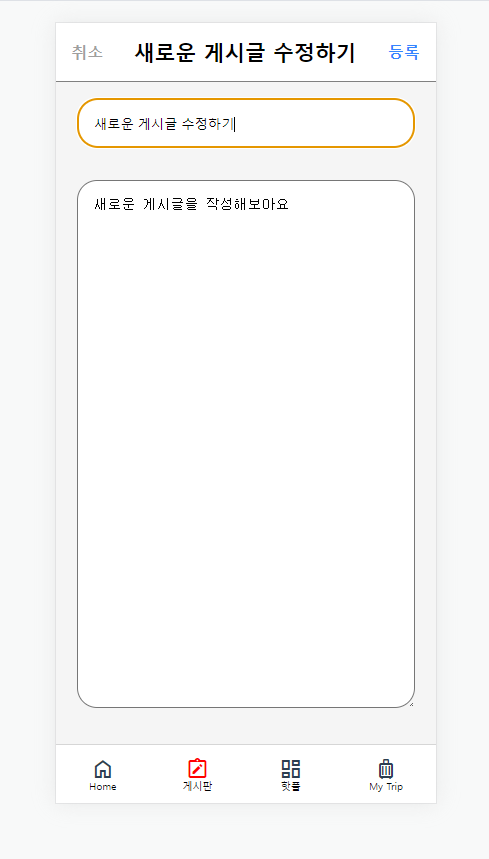 취소 새로운 게시글 수정하기 등록
새로운 게시글 수정하기
새로운 게시글을 작성해보아요
Home 게시판 핫플 My Trip